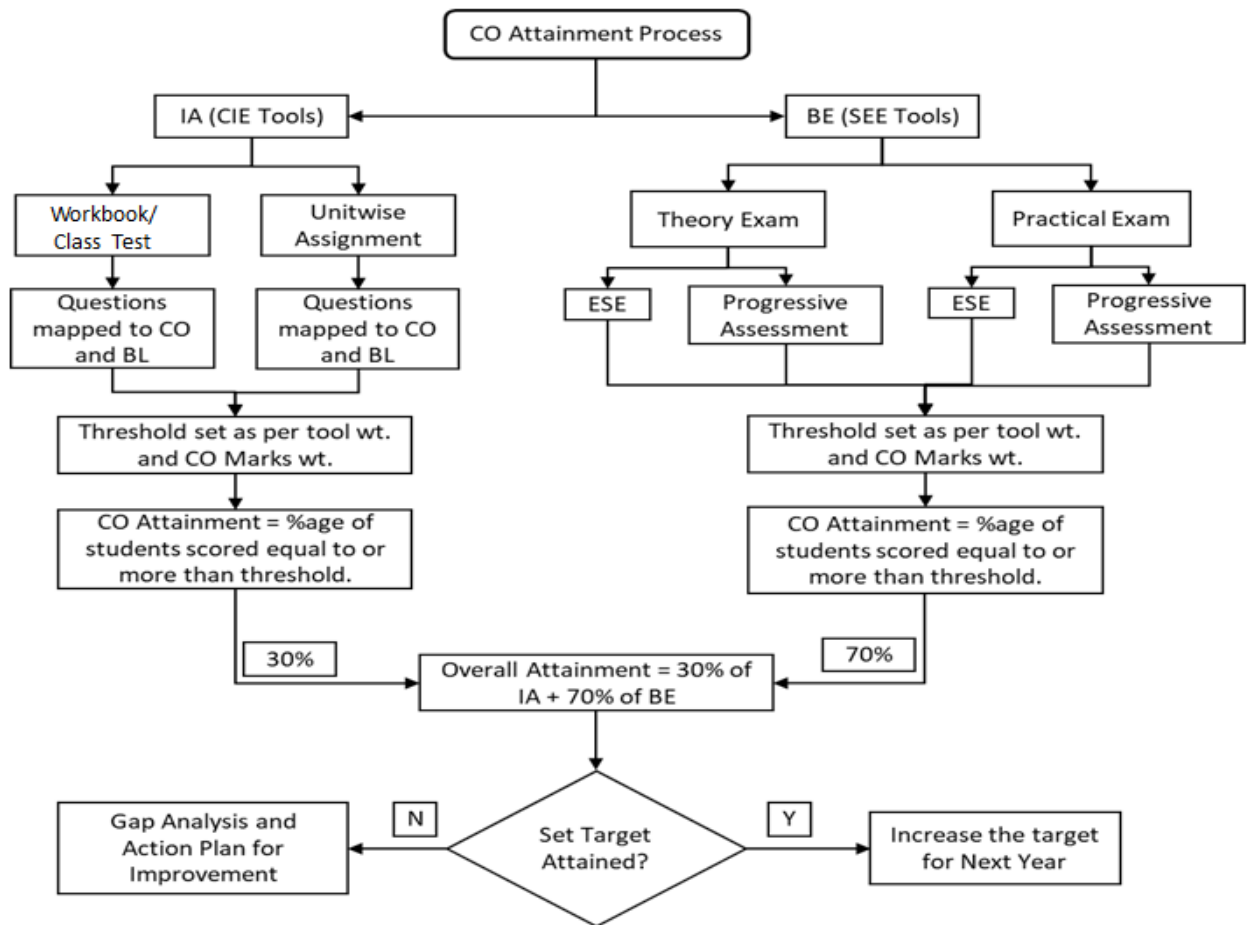 CO Attainment Process
IA (CIE Tools)
BE (SEE Tools)
Workbook/
Class Test
Unitwise
Assignment
Theory Exam
Practical Exam
Questions
mapped to CO
and BL
Questions
mapped to CO
and BL
ESE
Progressive
Assessment
ESE
Progressive
Assessment
Threshold set as per tool wt.
and CO Marks wt.
Threshold set as per tool wt.
and CO Marks wt.
CO Attainment = %age of
students scored equal to or
more than threshold.
CO Attainment = %age of
students scored equal to or
more than threshold.
30%
70%
Overall Attainment = 30% of
IA + 70% of BE
N
Y
Gap Analysis and
Action Plan for
Improvement
Set Target
Attained?
Increase the target
for Next Year